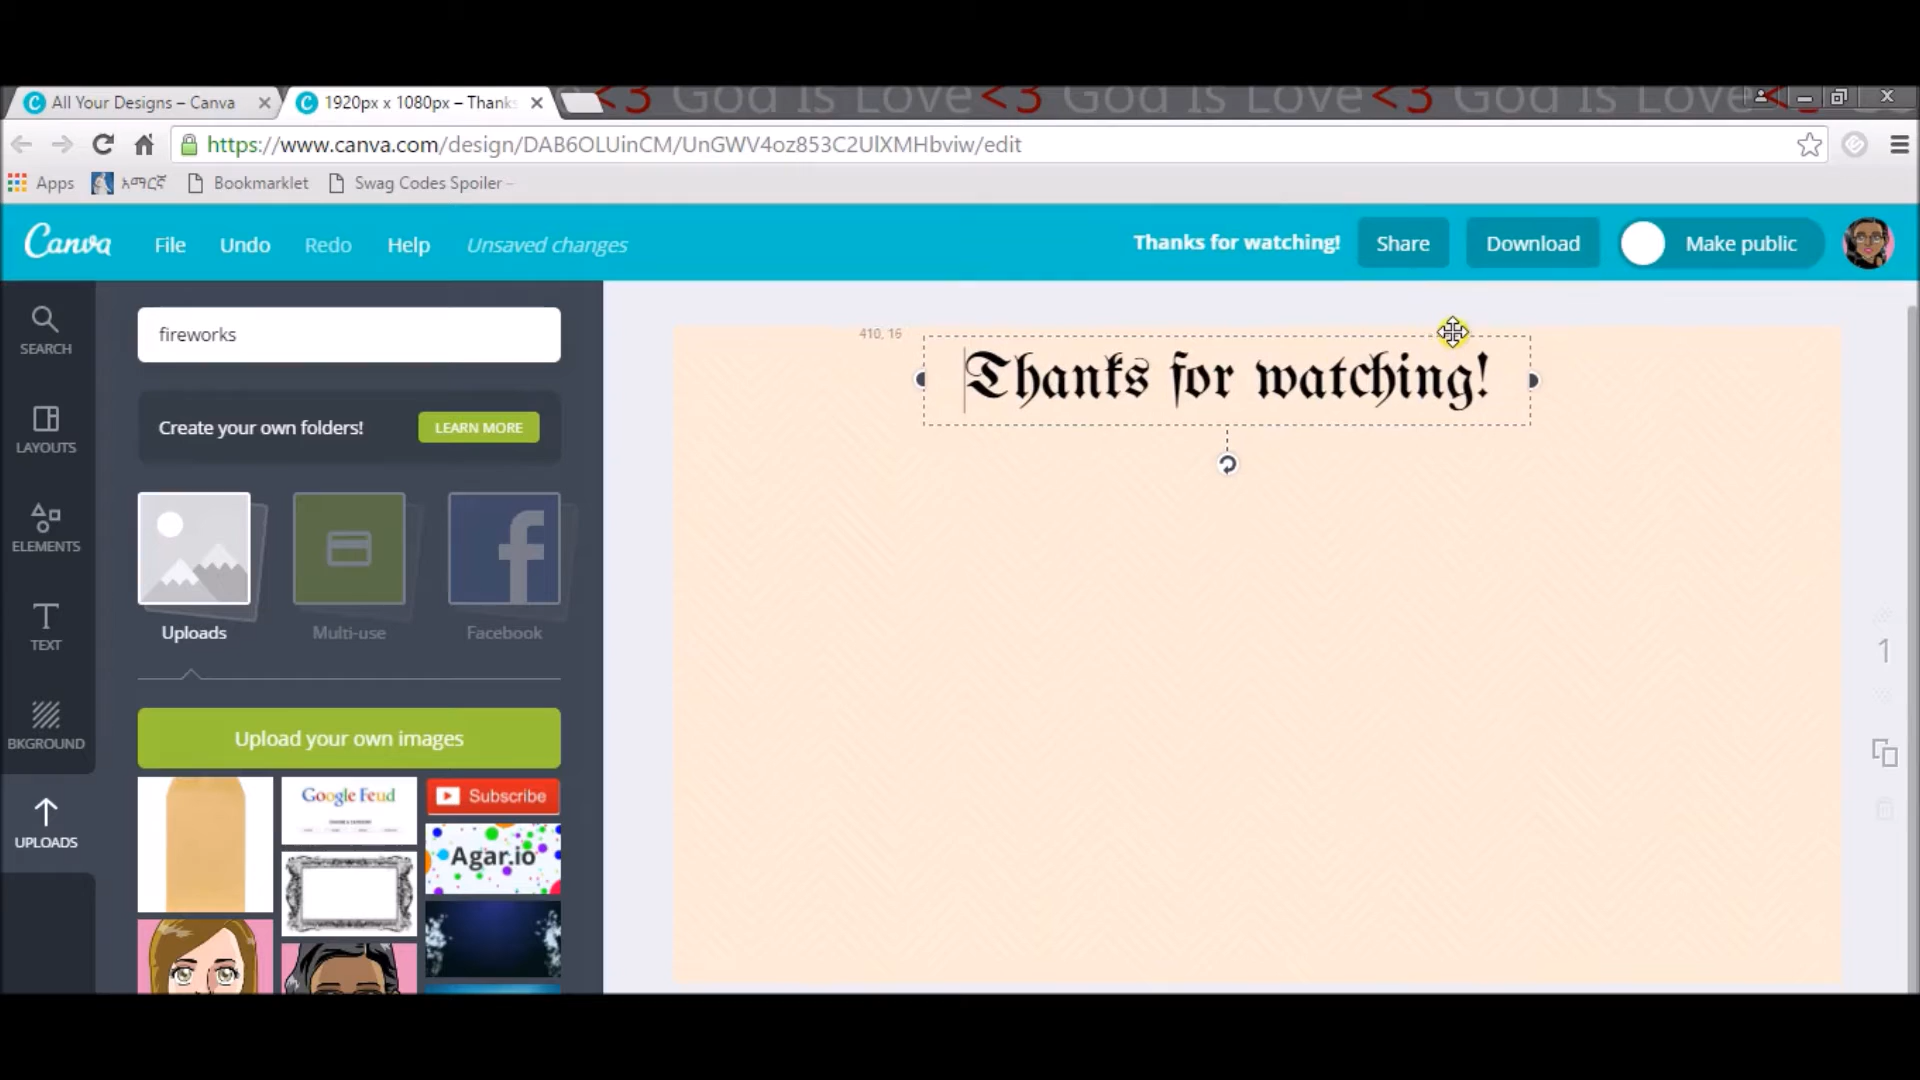 <3 God Is Love <3 God Is Love <3 God Is Love <3
All Your Designs – Canva
1920px x 1080px – Thanks
https://www.canva.com/design/DAB6OLUinCM/UnGWV4oz853C2UlXMHbviw/edit
Apps አማርኛ Bookmarklet Swag Codes Spoiler –
Canva File Undo Redo Help Unsaved changes Thanks for watching! Share Download Make public
SEARCH
LAYOUTS
ELEMENTS
TEXT
BKGROUND
UPLOADS
fireworks
Create your own folders! LEARN MORE
Uploads Multi-use Facebook
Upload your own images
Google Feud
Subscribe
Agar.io
410, 16
Thanks for watching!
1